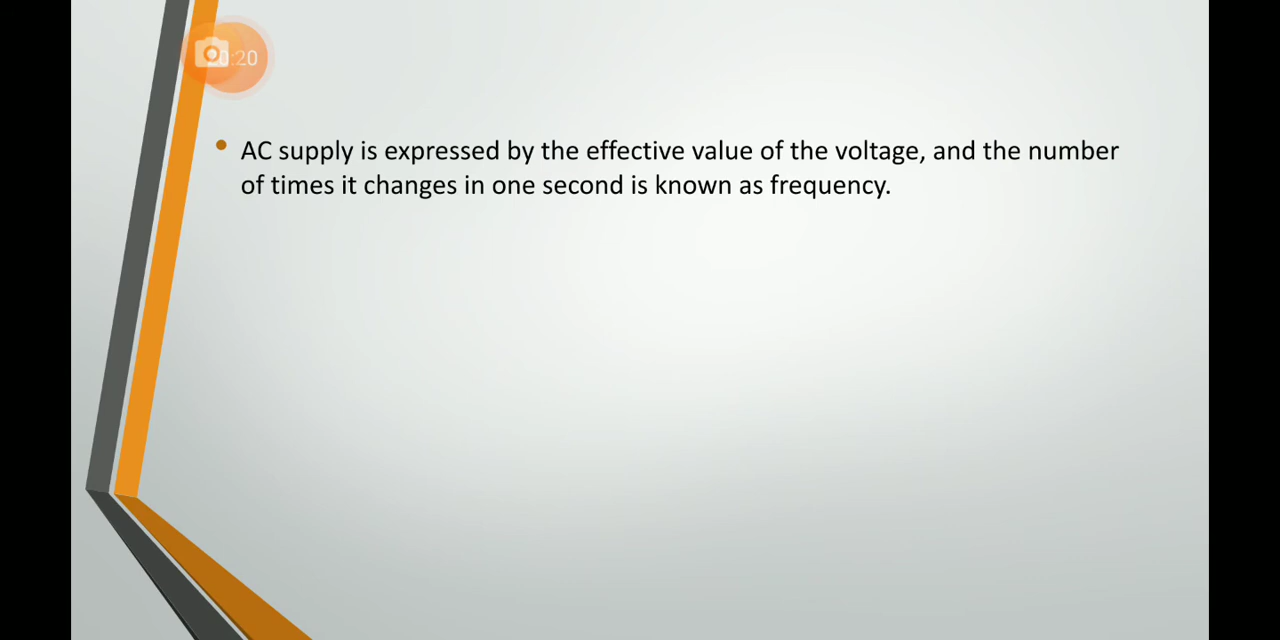 AC supply is expressed by the effective value of the voltage, and the number
of times it changes in one second is known as frequency.